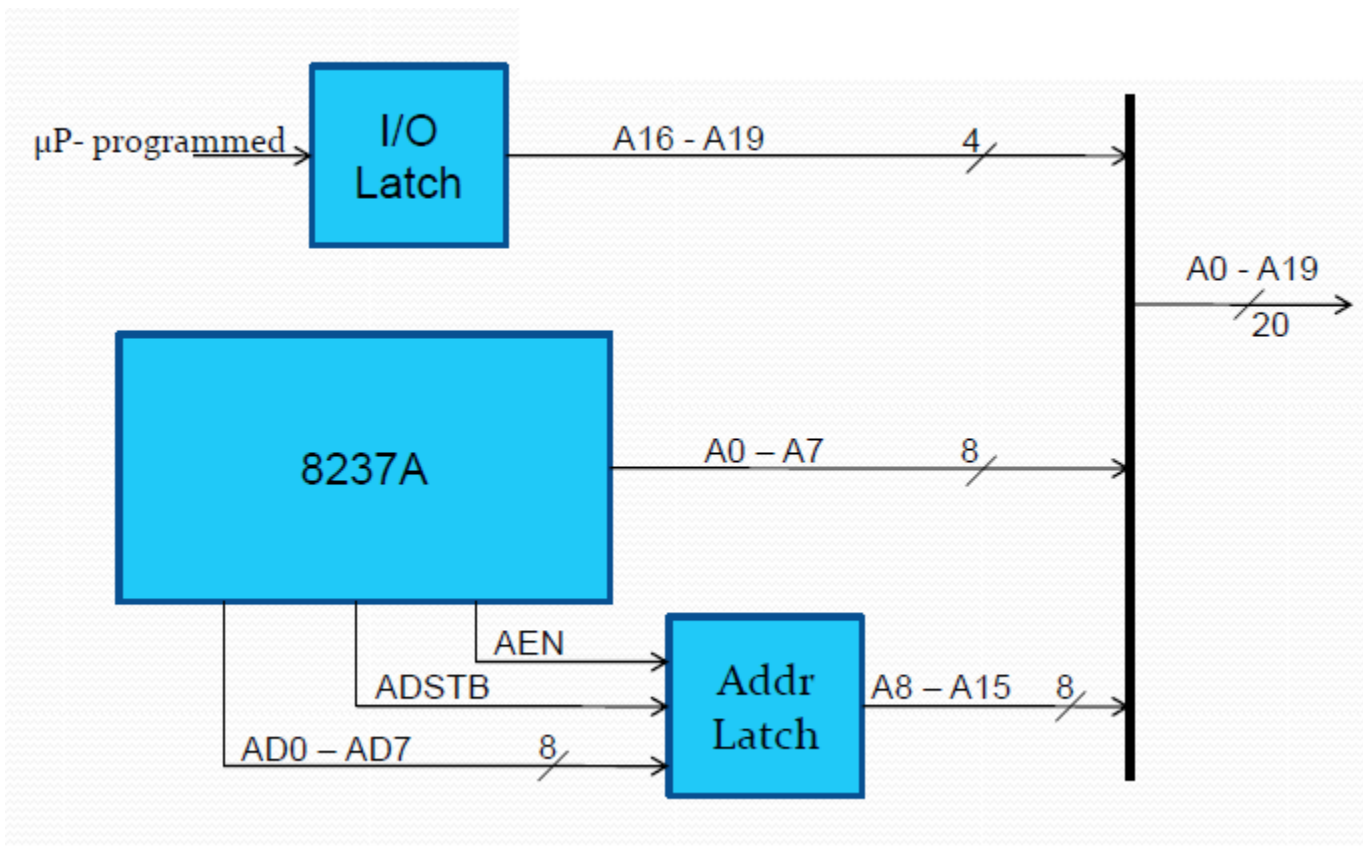 µP- programmed
I/O
Latch
A16 - A19
4
A0 - A19
20
8237A
A0 – A7
8
AEN
ADSTB
AD0 – AD7
8
Addr
Latch
A8 – A15
8